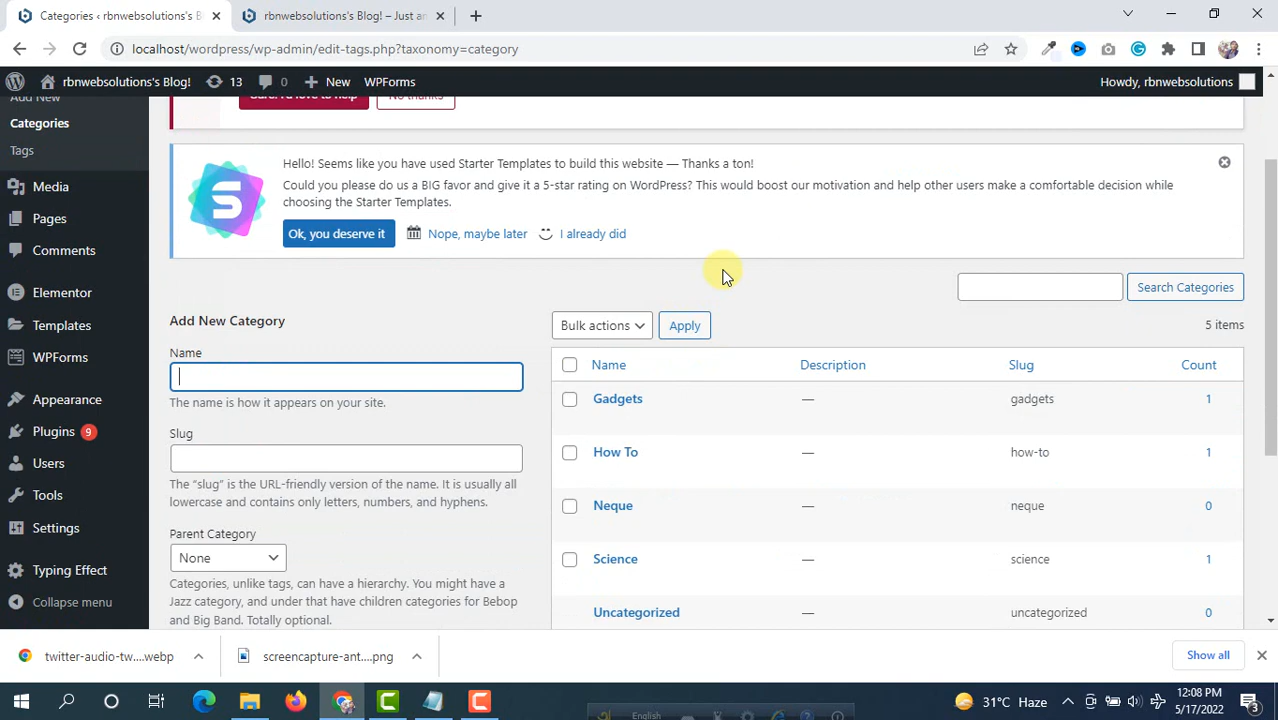 Categories ‹ rbnwebsolutions's B
rbnwebsolutions's Blog! – Just an
localhost/wordpress/wp-admin/edit-tags.php?taxonomy=category
rbnwebsolutions's Blog!
13
0
New
WPForms
Howdy, rbnwebsolutions
Add New
Categories
Tags
Media
Pages
Comments
Elementor
Templates
WPForms
Appearance
Plugins 9
Users
Tools
Settings
Typing Effect
Collapse menu
No thanks
Hello! Seems like you have used Starter Templates to build this website — Thanks a ton!
Could you please do us a BIG favor and give it a 5-star rating on WordPress? This would boost our motivation and help other users make a comfortable decision while
choosing the Starter Templates.
Ok, you deserve it
Nope, maybe later
I already did
Search Categories
Add New Category
Name
The name is how it appears on your site.
Slug
The “slug” is the URL-friendly version of the name. It is usually all
lowercase and contains only letters, numbers, and hyphens.
Parent Category
None
Categories, unlike tags, can have a hierarchy. You might have a
Jazz category, and under that have children categories for Bebop
and Big Band. Totally optional.
Bulk actions
Apply
5 items
Name Description Slug Count
Gadgets — gadgets 1
How To — how-to 1
Neque — neque 0
Science — science 1
Uncategorized — uncategorized 0
twitter-audio-tw....webp
screencapture-ant....png
Show all
31°C Haze
12:08 PM
5/17/2022
3
English